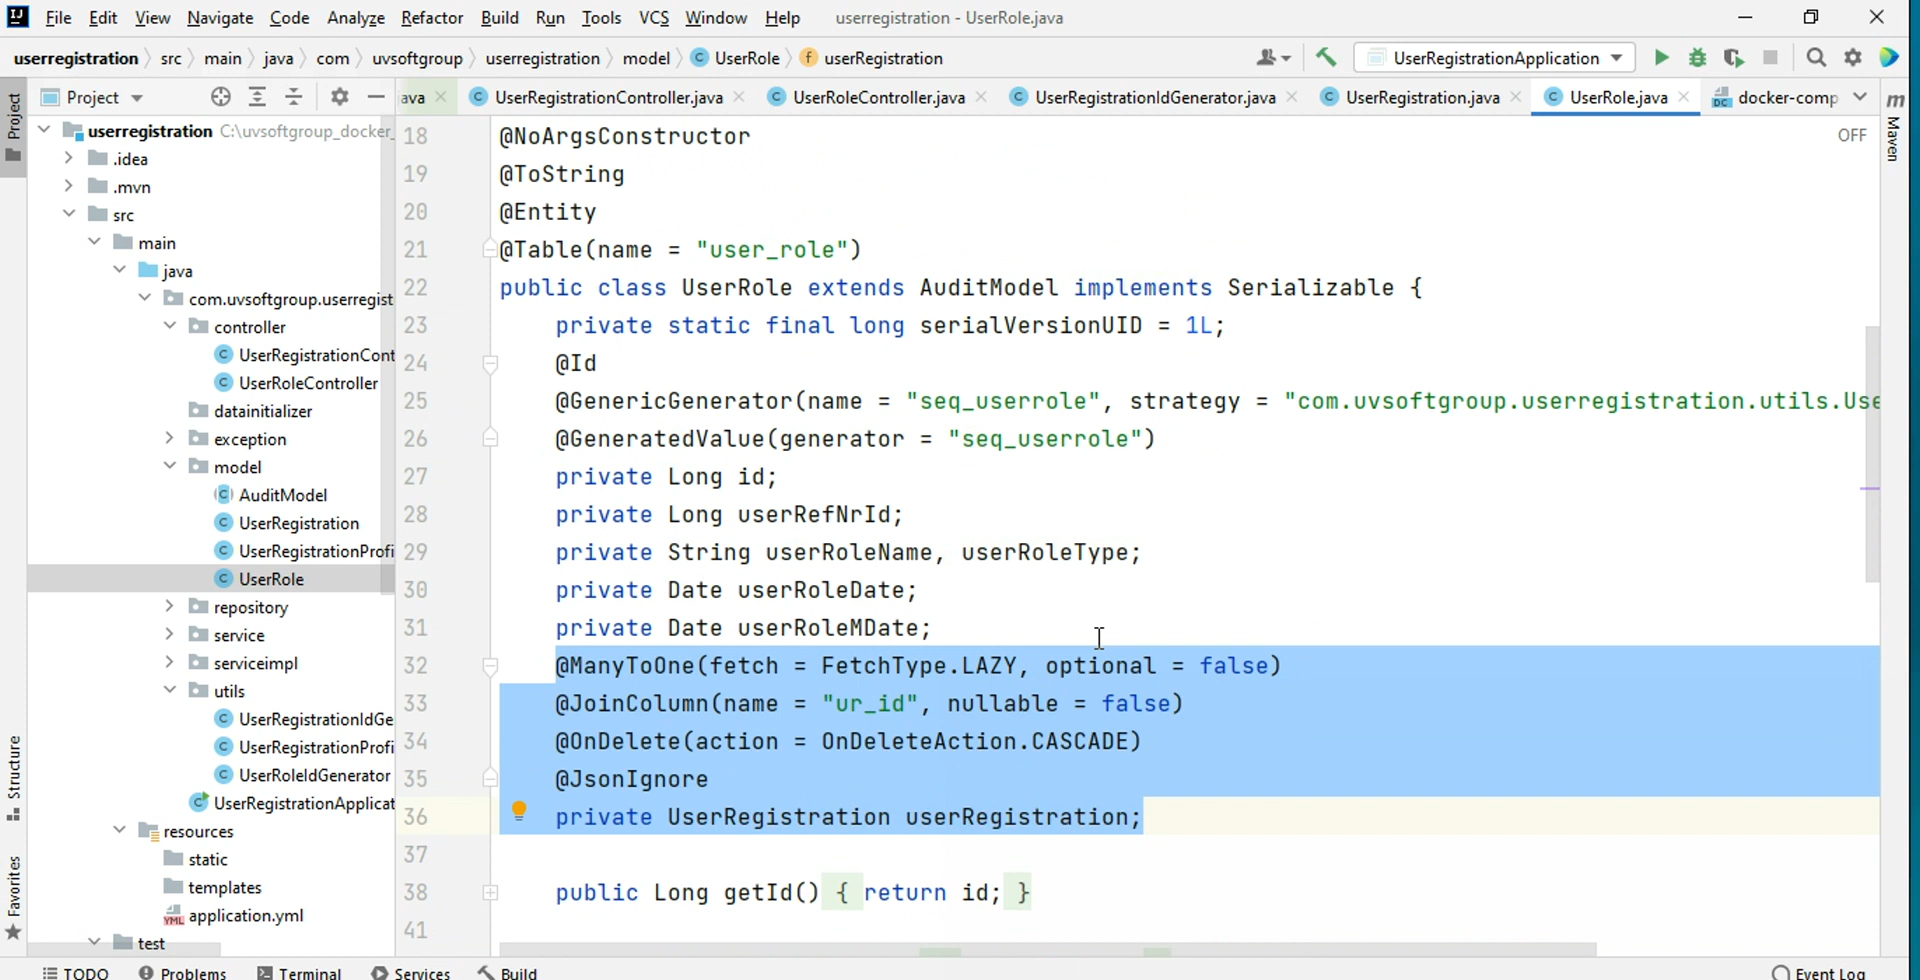 IJ File Edit View Navigate Code Analyze Refactor Build Run Tools VCS Window Help userregistration - UserRole.java
userregistration src main java com uvsoftgroup userregistration model C UserRole f userRegistration UserRegistrationApplication
Project ava UserRegistrationController.java UserRoleController.java UserRegistrationIdGenerator.java UserRegistration.java UserRole.java docker-comp
Project
Structure
Favorites
Maven
userregistration C:\uvsoftgroup_docker_
.idea
.mvn
src
main
java
com.uvsoftgroup.userregist
controller
UserRegistrationCont
UserRoleController
datainitializer
exception
model
AuditModel
UserRegistration
UserRegistrationProfi
UserRole
repository
service
serviceimpl
utils
UserRegistrationIdGe
UserRegistrationProfi
UserRoleIdGenerator
UserRegistrationApplicat
resources
static
templates
application.yml
test
OFF
18 @NoArgsConstructor
19 @ToString
20 @Entity
21 @Table(name = "user_role")
22 public class UserRole extends AuditModel implements Serializable {
23 private static final long serialVersionUID = 1L;
24 @Id
25 @GenericGenerator(name = "seq_userrole", strategy = "com.uvsoftgroup.userregistration.utils.Use
26 @GeneratedValue(generator = "seq_userrole")
27 private Long id;
28 private Long userRefNrId;
29 private String userRoleName, userRoleType;
30 private Date userRoleDate;
31 private Date userRoleMDate;
32 @ManyToOne(fetch = FetchType.LAZY, optional = false)
33 @JoinColumn(name = "ur_id", nullable = false)
34 @OnDelete(action = OnDeleteAction.CASCADE)
35 @JsonIgnore
36 private UserRegistration userRegistration;
37
38 public Long getId() { return id; }
41
TODO Problems Terminal Services Build Event Log